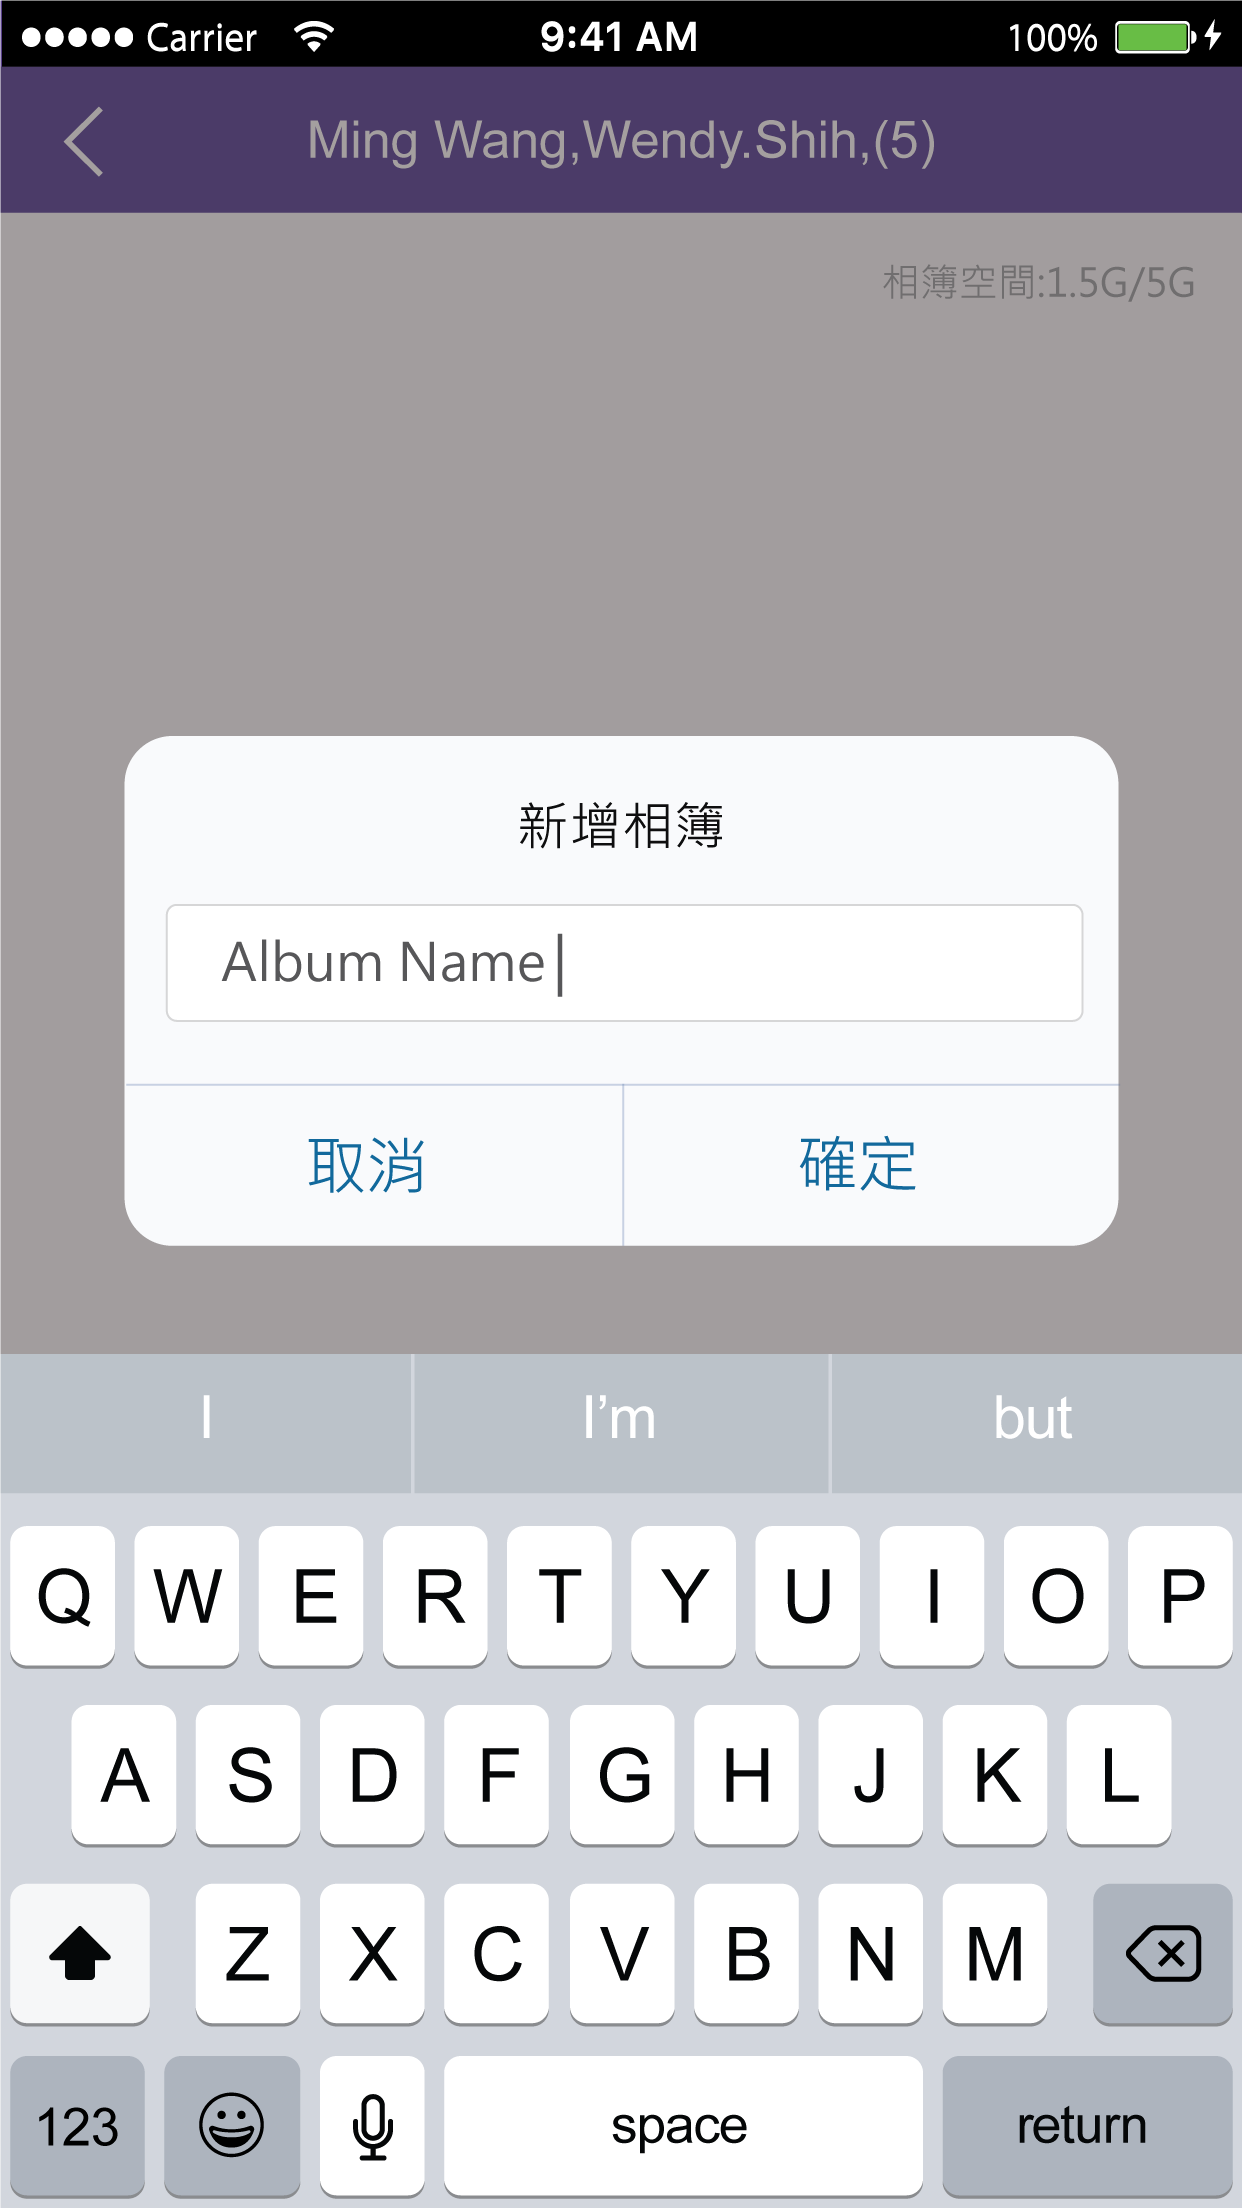 Carrier 9:41 AM 100%
Ming Wang,Wendy.Shih,(5)
相簿空間:1.5G/5G
新增相簿
Album Name
取消 確定
I I’m but
Q W E R T Y U I O P
A S D F G H J K L
Z X C V B N M
123 space return